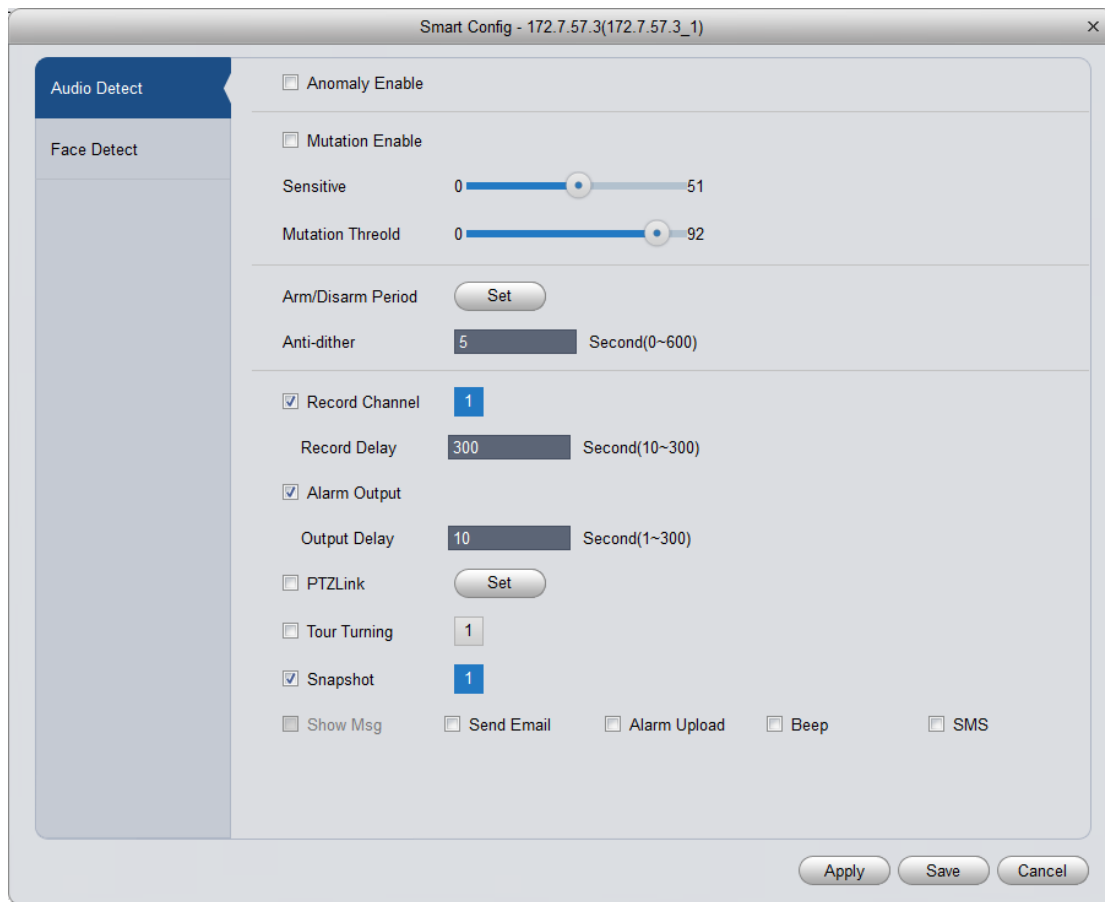 Smart Config - 172.7.57.3(172.7.57.3_1)
Audio Detect
Face Detect
Anomaly Enable
Mutation Enable
Sensitive 0 51
Mutation Threold 0 92
Arm/Disarm Period Set
Anti-dither 5 Second(0~600)
Record Channel 1
Record Delay 300 Second(10~300)
Alarm Output
Output Delay 10 Second(1~300)
PTZLink Set
Tour Turning 1
Snapshot 1
Show Msg Send Email Alarm Upload Beep SMS
Apply Save Cancel